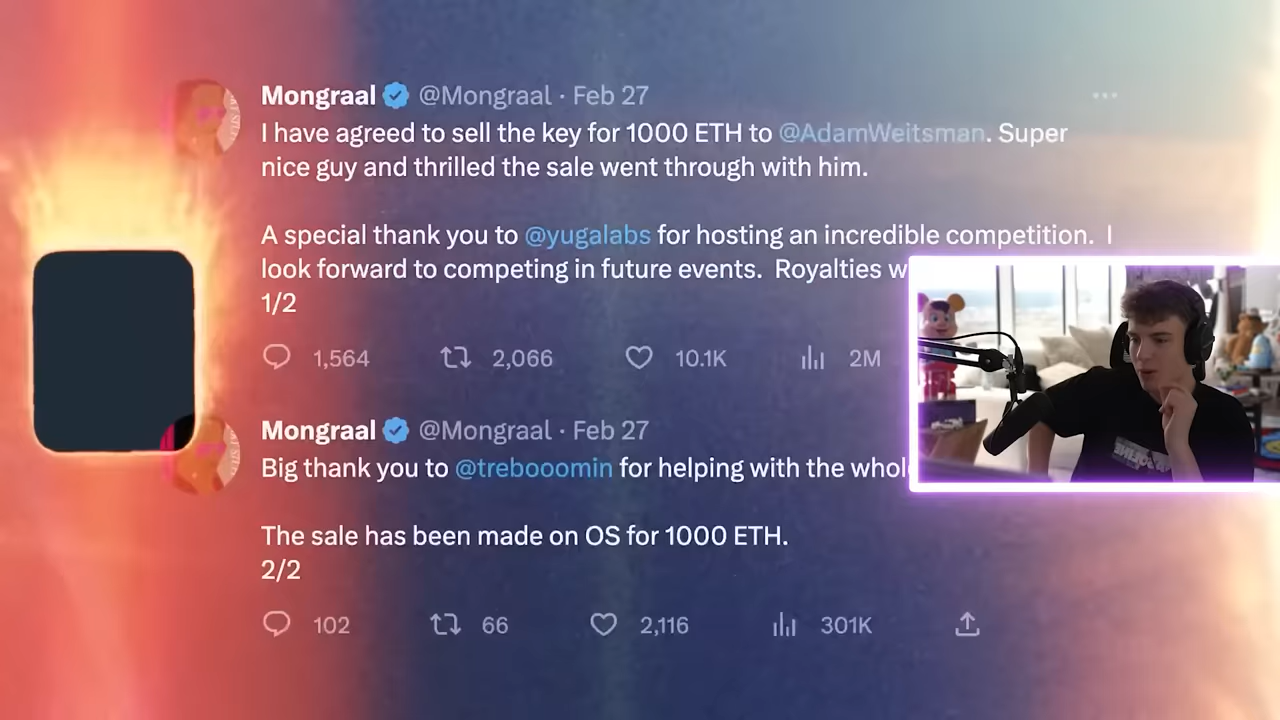 Mongraal @Mongraal · Feb 27
I have agreed to sell the key for 1000 ETH to @AdamWeitsman. Super
nice guy and thrilled the sale went through with him.
A special thank you to @yugalabs for hosting an incredible competition. I
look forward to competing in future events. Royalties w
1/2
1,564 2,066 10.1K 2M
Mongraal @Mongraal · Feb 27
Big thank you to @trebooomin for helping with the whol
The sale has been made on OS for 1000 ETH.
2/2
102 66 2,116 301K